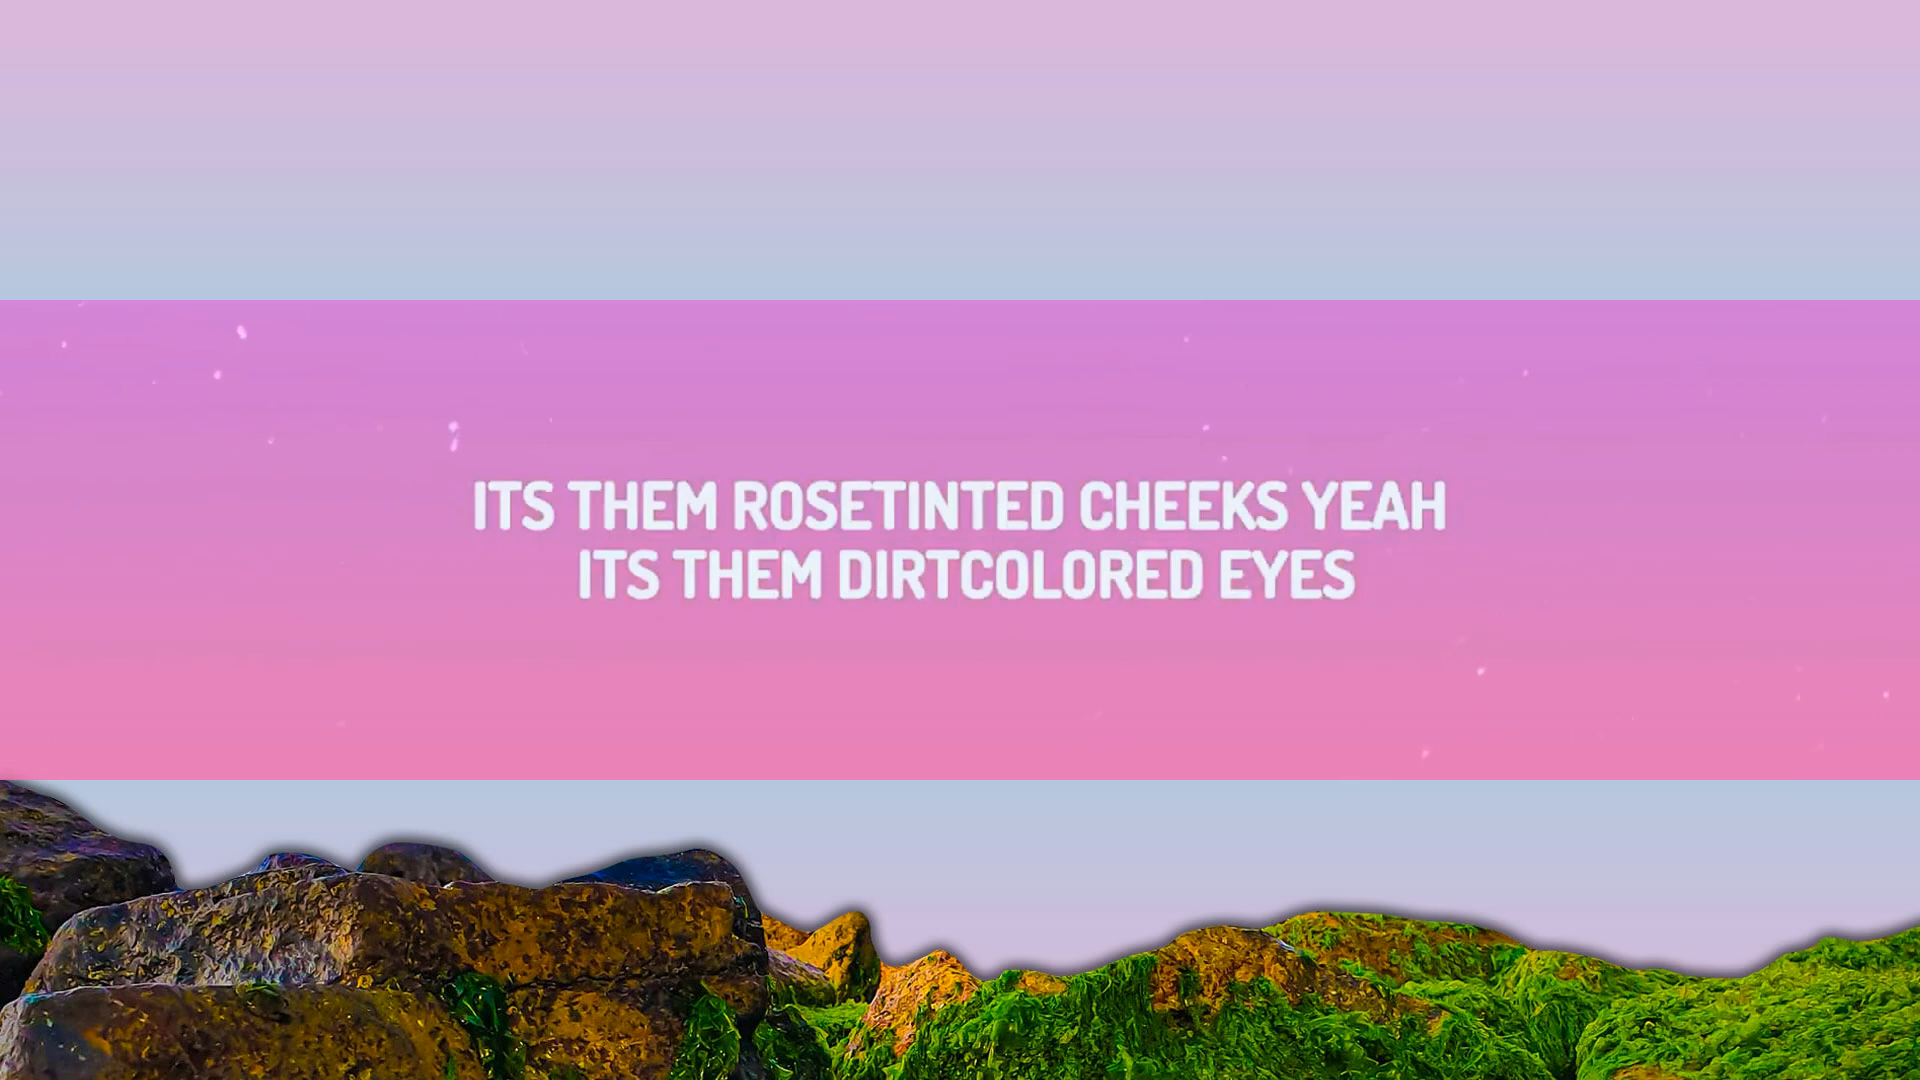 ITS THEM ROSETINTED CHEEKS YEAH
ITS THEM DIRTCOLORED EYES